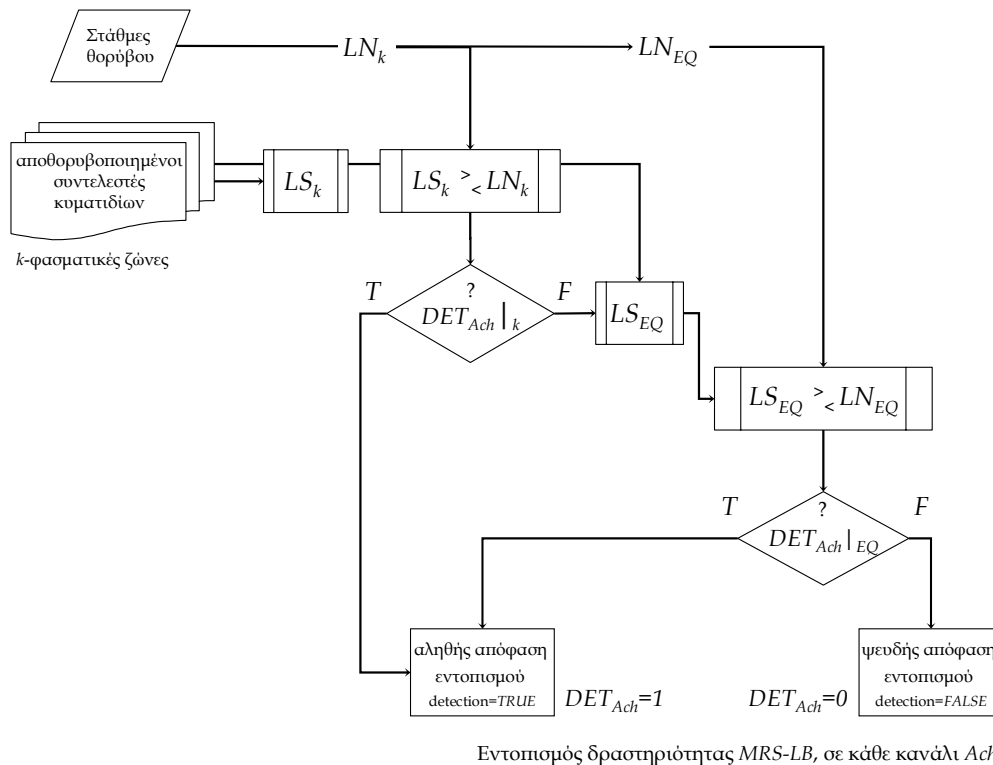 Στάθμες
θορύβου
LN_k
LN_EQ
αποθορυβοποιημένοι
συντελεστές
κυματιδίων
LS_k
LS_k >< LN_k
k-φασματικές ζώνες
T
?
DET_Ach|_k
F
LS_EQ
LS_EQ >< LN_EQ
T
?
DET_Ach|_EQ
F
αληθής απόφαση
εντοπισμού
detection=TRUE
DET_Ach=1
DET_Ach=0
ψευδής απόφαση
εντοπισμού
detection=FALSE
Εντοπισμός δραστηριότητας MRS-LB, σε κάθε κανάλι Ach